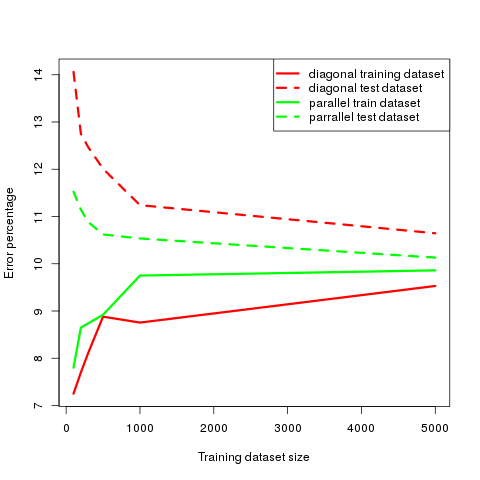 diagonal training dataset
diagonal test dataset
parallel train dataset
parrallel test dataset
14
13
12
11
10
9
8
7
Error percentage
0 1000 2000 3000 4000 5000
Training dataset size